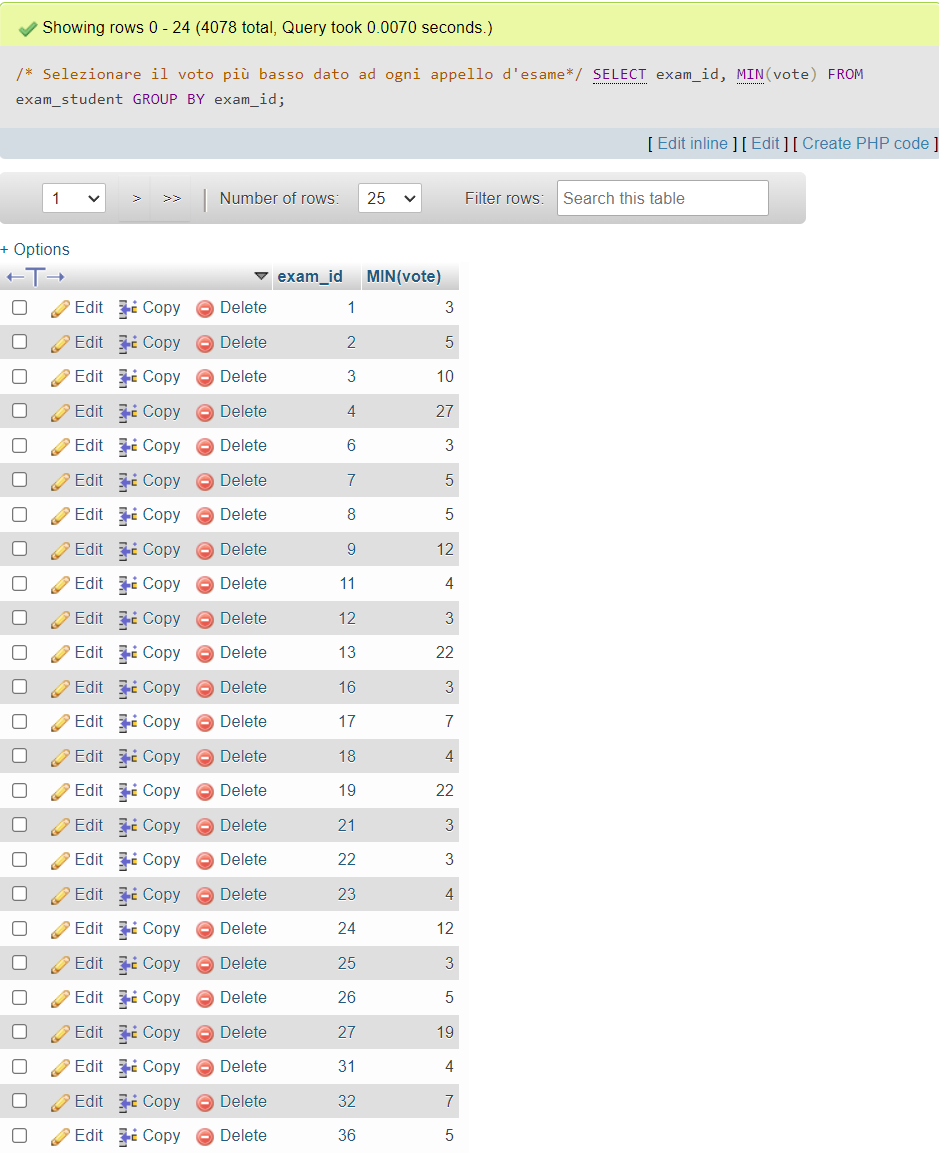 Showing rows 0 - 24 (4078 total, Query took 0.0070 seconds.)
/* Selezionare il voto più basso dato ad ogni appello d'esame*/ SELECT exam_id, MIN(vote) FROM
exam_student GROUP BY exam_id;
[ Edit inline ] [ Edit ] [ Create PHP code ]
1 > >> Number of rows: 25 Filter rows: Search this table
+ Options
←T→ exam_id MIN(vote)
Edit Copy Delete 1 3
Edit Copy Delete 2 5
Edit Copy Delete 3 10
Edit Copy Delete 4 27
Edit Copy Delete 6 3
Edit Copy Delete 7 5
Edit Copy Delete 8 5
Edit Copy Delete 9 12
Edit Copy Delete 11 4
Edit Copy Delete 12 3
Edit Copy Delete 13 22
Edit Copy Delete 16 3
Edit Copy Delete 17 7
Edit Copy Delete 18 4
Edit Copy Delete 19 22
Edit Copy Delete 21 3
Edit Copy Delete 22 3
Edit Copy Delete 23 4
Edit Copy Delete 24 12
Edit Copy Delete 25 3
Edit Copy Delete 26 5
Edit Copy Delete 27 19
Edit Copy Delete 31 4
Edit Copy Delete 32 7
Edit Copy Delete 36 5